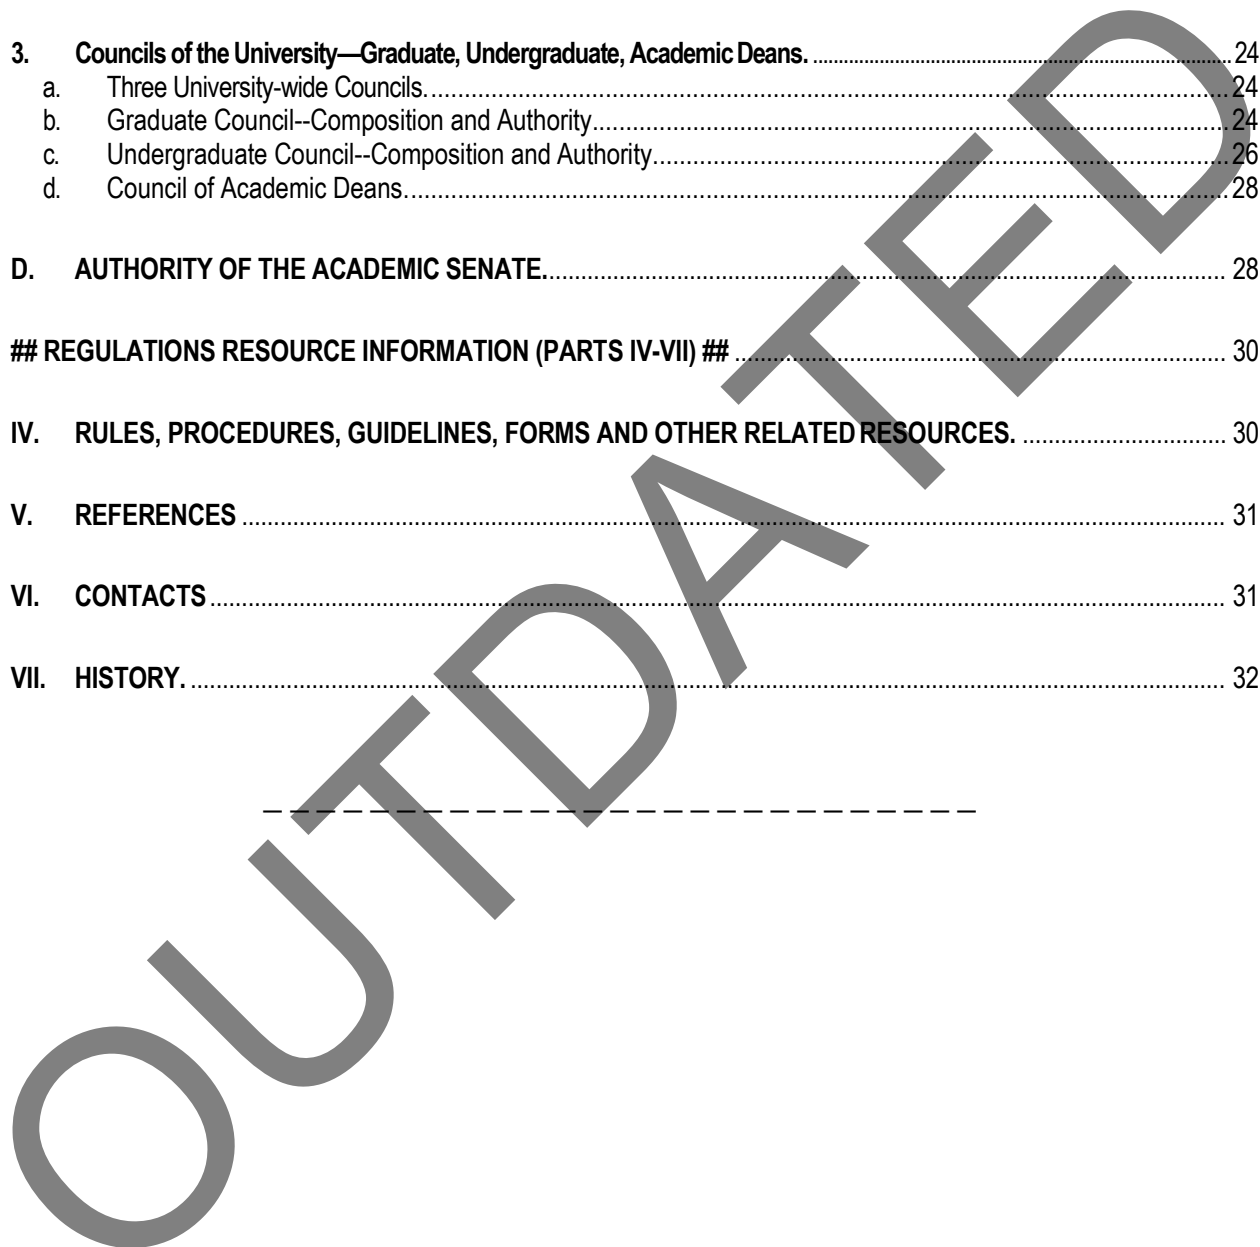 3. Councils of the University—Graduate, Undergraduate, Academic Deans. 24
a. Three University-wide Councils. 24
b. Graduate Council--Composition and Authority 24
c. Undergraduate Council--Composition and Authority 26
d. Council of Academic Deans. 28
D. AUTHORITY OF THE ACADEMIC SENATE. 28
## REGULATIONS RESOURCE INFORMATION (PARTS IV-VII) ## 30
IV. RULES, PROCEDURES, GUIDELINES, FORMS AND OTHER RELATED RESOURCES. 30
V. REFERENCES 31
VI. CONTACTS 31
VII. HISTORY. 32
OUTDATED